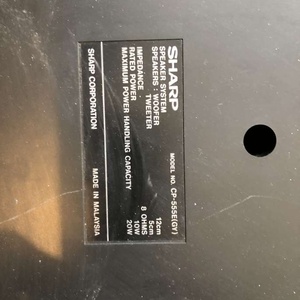 SHARP
SPEAKER SYSTEM MODEL NO. CP-555E(GY)
SPEAKERS: WOOFER 12cm
TWEETER 5cm
IMPEDANCE 8 OHMS
RATED POWER 10W
MAXIMUM POWER HANDLING CAPACITY 20W
SHARP CORPORATION MADE IN MALAYSIA